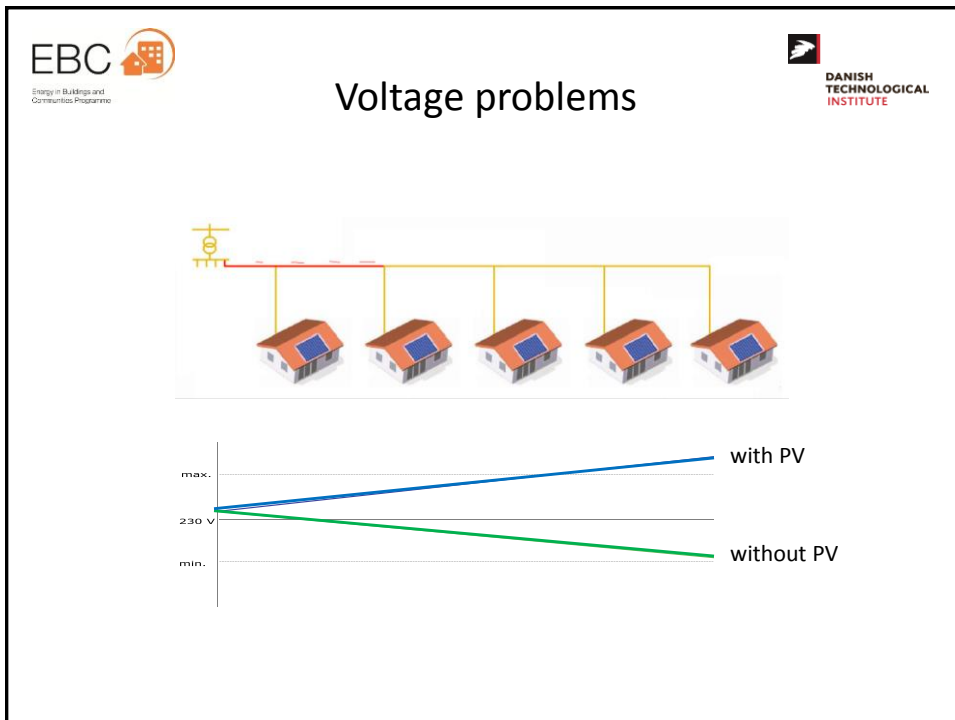 EBC
Energy in Buildings and
Communities Programme
DANISH
TECHNOLOGICAL
INSTITUTE
Voltage problems
with PV
max.
230 V
without PV
min.